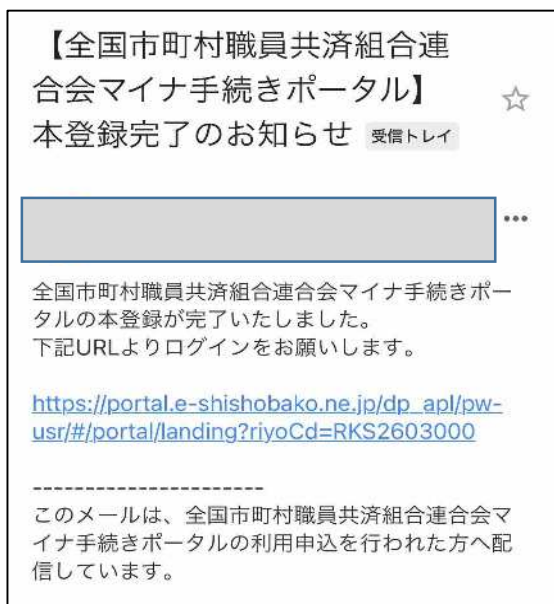 【全国市町村職員共済組合連
合会マイナ手続きポータル】
本登録完了のお知らせ 受信トレイ
全国市町村職員共済組合連合会マイナ手続きポー
タルの本登録が完了いたしました。
下記URLよりログインをお願いします。
https://portal.e-shishobako.ne.jp/dp_apl/pw-
usr/#/portal/landing?riyoCd=RKS2603000
----------------------
このメールは、全国市町村職員共済組合連合会マ
イナ手続きポータルの利用申込を行われた方へ配
信しています。